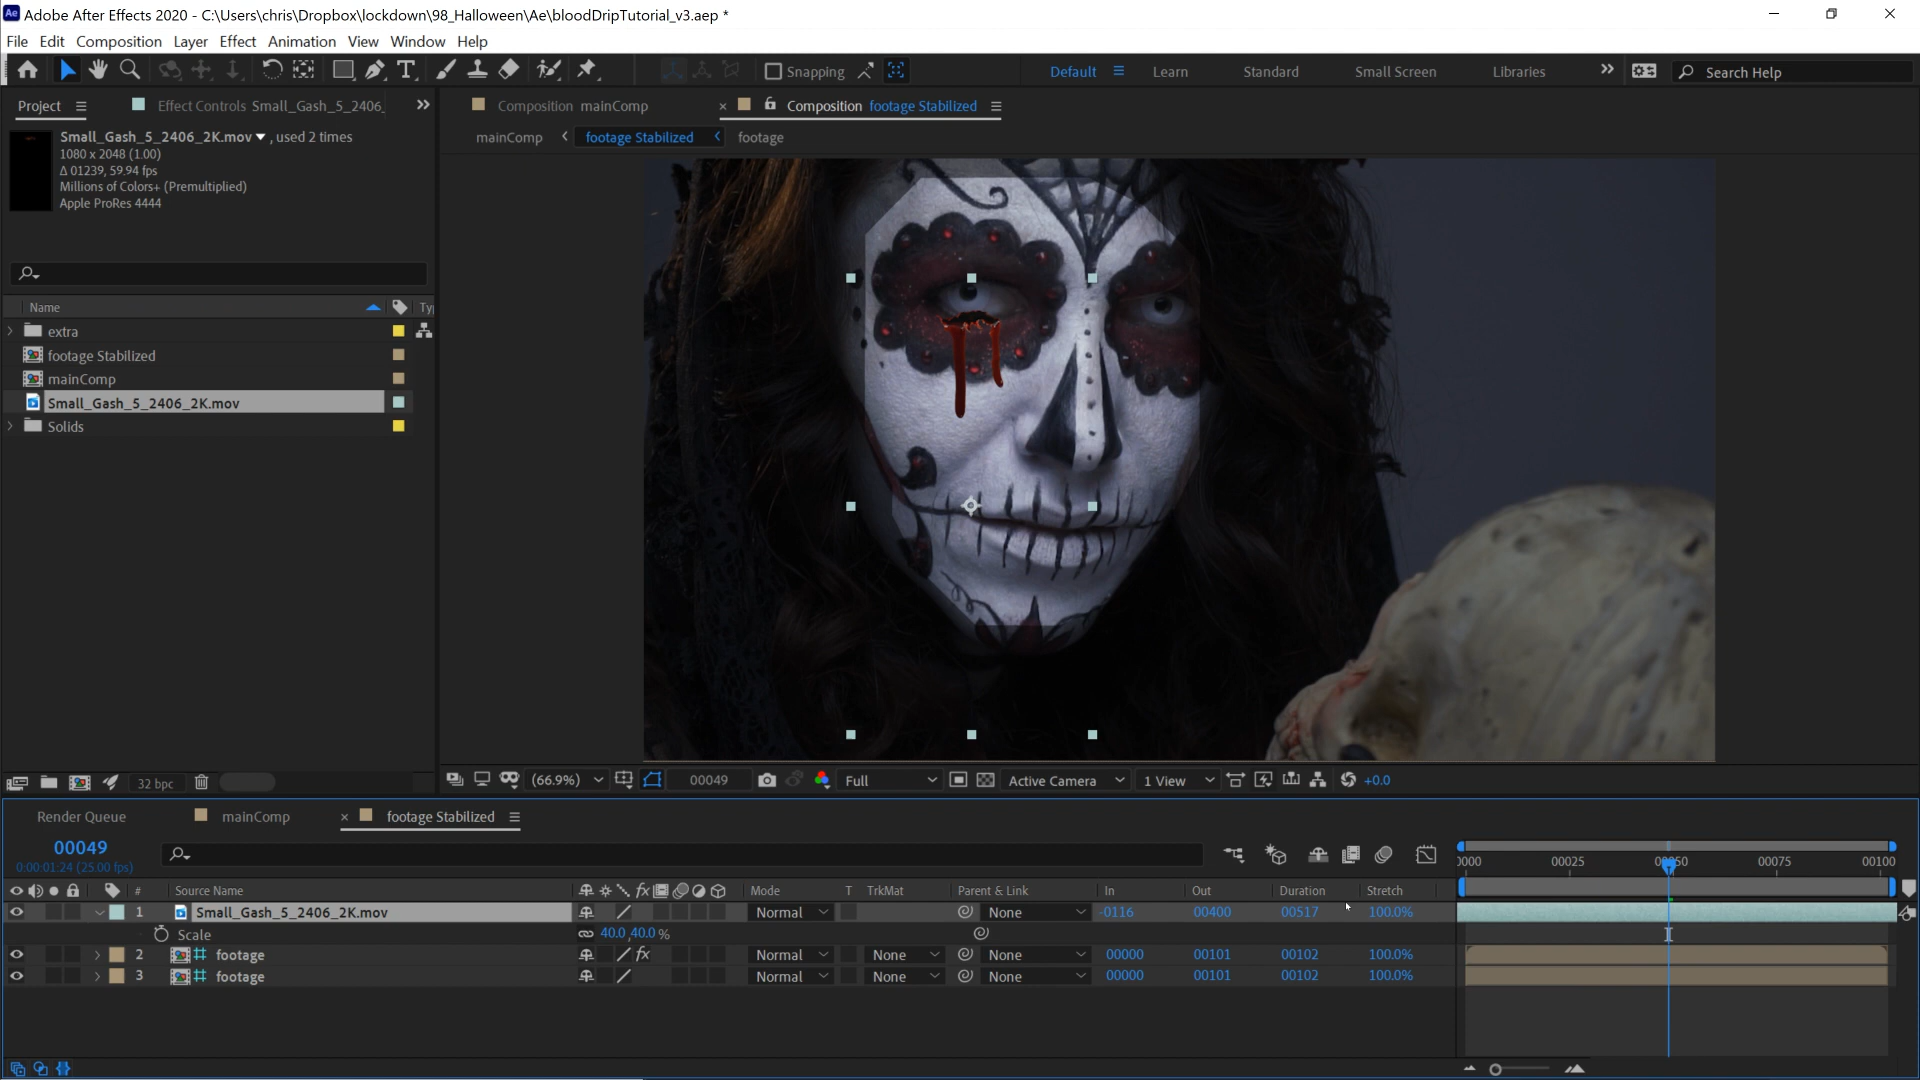 Adobe After Effects 2020 - C:\Users\chris\Dropbox\lockdown\98_Halloween\Ae\bloodDripTutorial_v3.aep *
File Edit Composition Layer Effect Animation View Window Help
Snapping Default Learn Standard Small Screen Libraries Search Help
Project Effect Controls Small_Gash_5_2406_ Composition mainComp Composition footage Stabilized
mainComp footage Stabilized footage
Small_Gash_5_2406_2K.mov , used 2 times
1080 x 2048 (1.00)
Δ 01239, 59.94 fps
Millions of Colors+ (Premultiplied)
Apple ProRes 4444
Name Ty
extra
footage Stabilized
mainComp
Small_Gash_5_2406_2K.mov
Solids
32 bpc (66.9%) 00049 Full Active Camera 1 View +0.0
Render Queue mainComp footage Stabilized
00049
0:00:01:24 (25.00 fps)
0000 00025 00050 00075 00100
# Source Name fx Mode T TrkMat Parent & Link In Out Duration Stretch
1 Small_Gash_5_2406_2K.mov Normal None -0116 00400 00517 100.0%
Scale 40.0,40.0 %
2 footage fx Normal None None 00000 00101 00102 100.0%
3 footage Normal None None 00000 00101 00102 100.0%